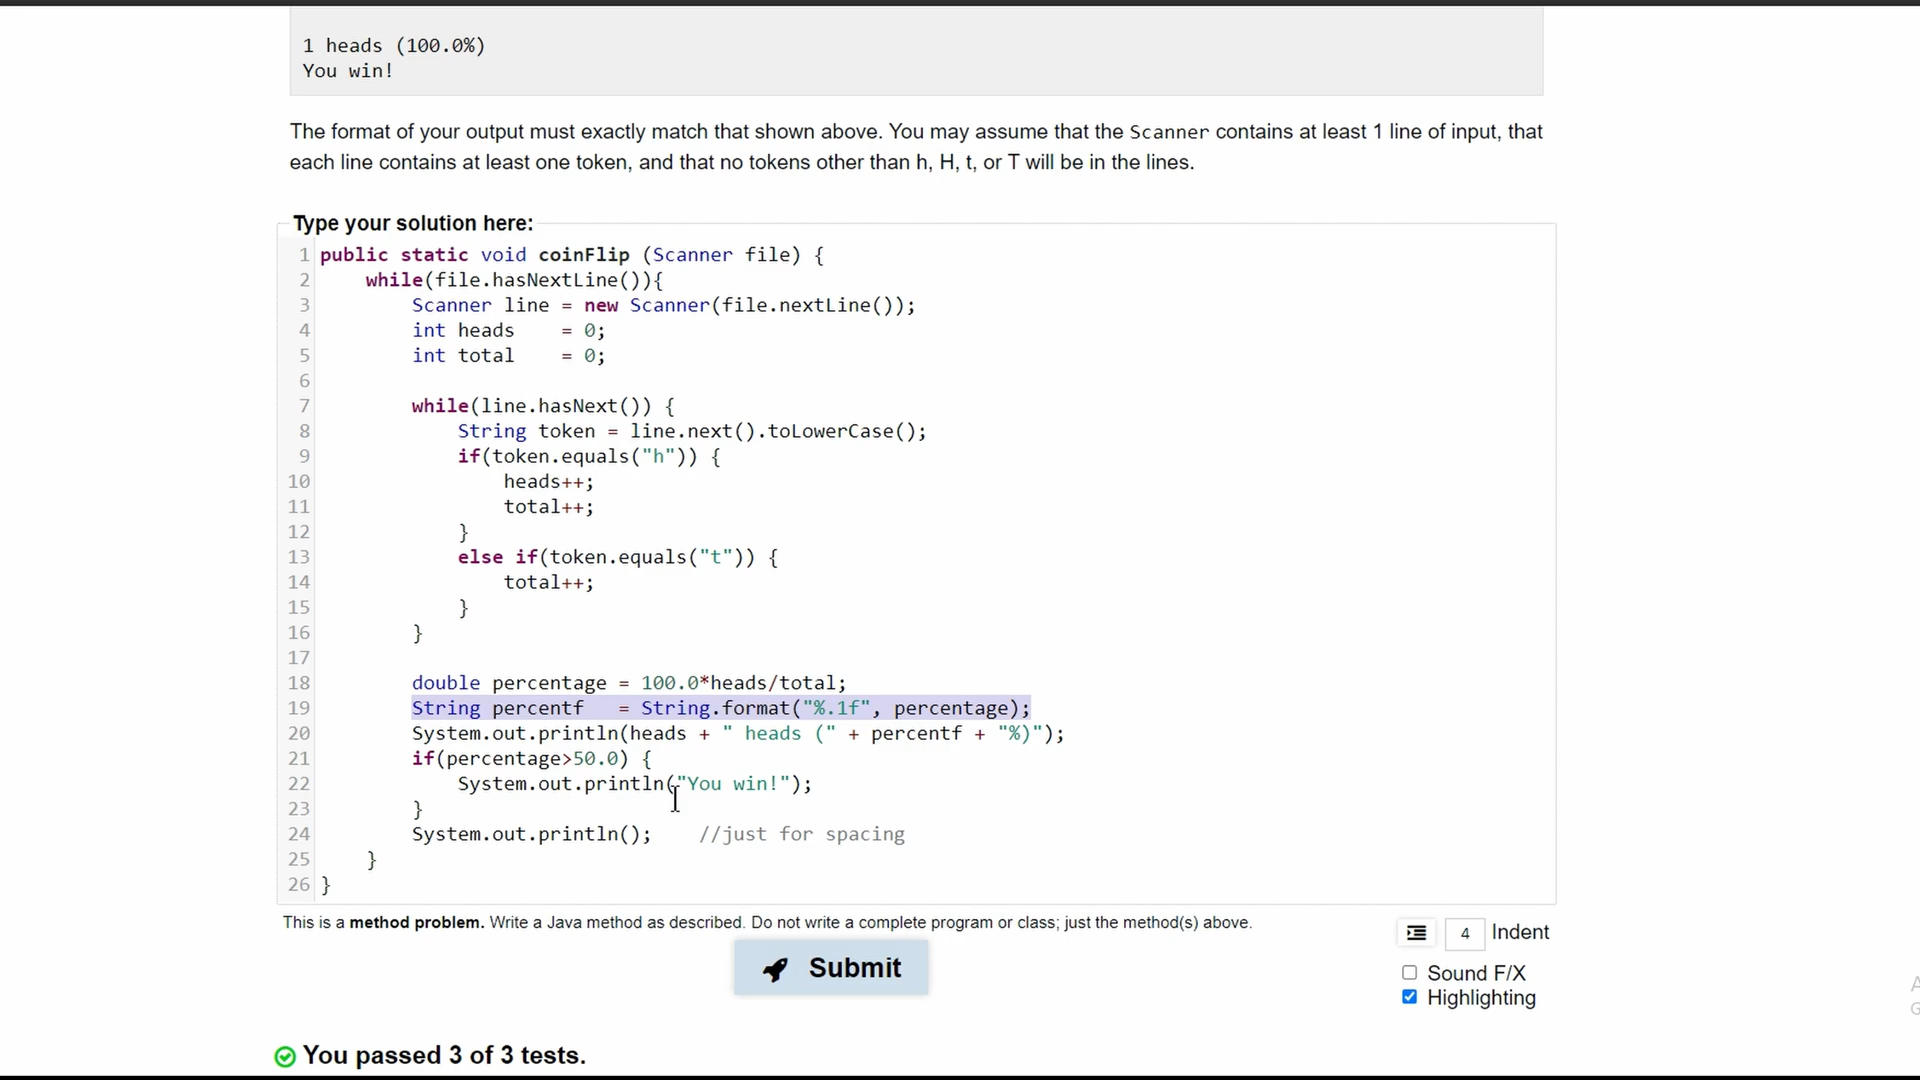 1 heads (100.0%)
You win!
The format of your output must exactly match that shown above. You may assume that the Scanner contains at least 1 line of input, that
each line contains at least one token, and that no tokens other than h, H, t, or T will be in the lines.
Type your solution here:
1 public static void coinFlip (Scanner file) {
2     while(file.hasNextLine()){
3         Scanner line = new Scanner(file.nextLine());
4         int heads    = 0;
5         int total    = 0;
6
7         while(line.hasNext()) {
8             String token = line.next().toLowerCase();
9             if(token.equals("h")) {
10                 heads++;
11                 total++;
12             }
13             else if(token.equals("t")) {
14                 total++;
15             }
16         }
17
18         double percentage = 100.0*heads/total;
19         String percentf   = String.format("%.1f", percentage);
20         System.out.println(heads + " heads (" + percentf + "%)");
21         if(percentage>50.0) {
22             System.out.println("You win!");
23         }
24         System.out.println();    //just for spacing
25     }
26 }
This is a method problem. Write a Java method as described. Do not write a complete program or class; just the method(s) above.
4 Indent
Submit
Sound F/X
Highlighting
You passed 3 of 3 tests.